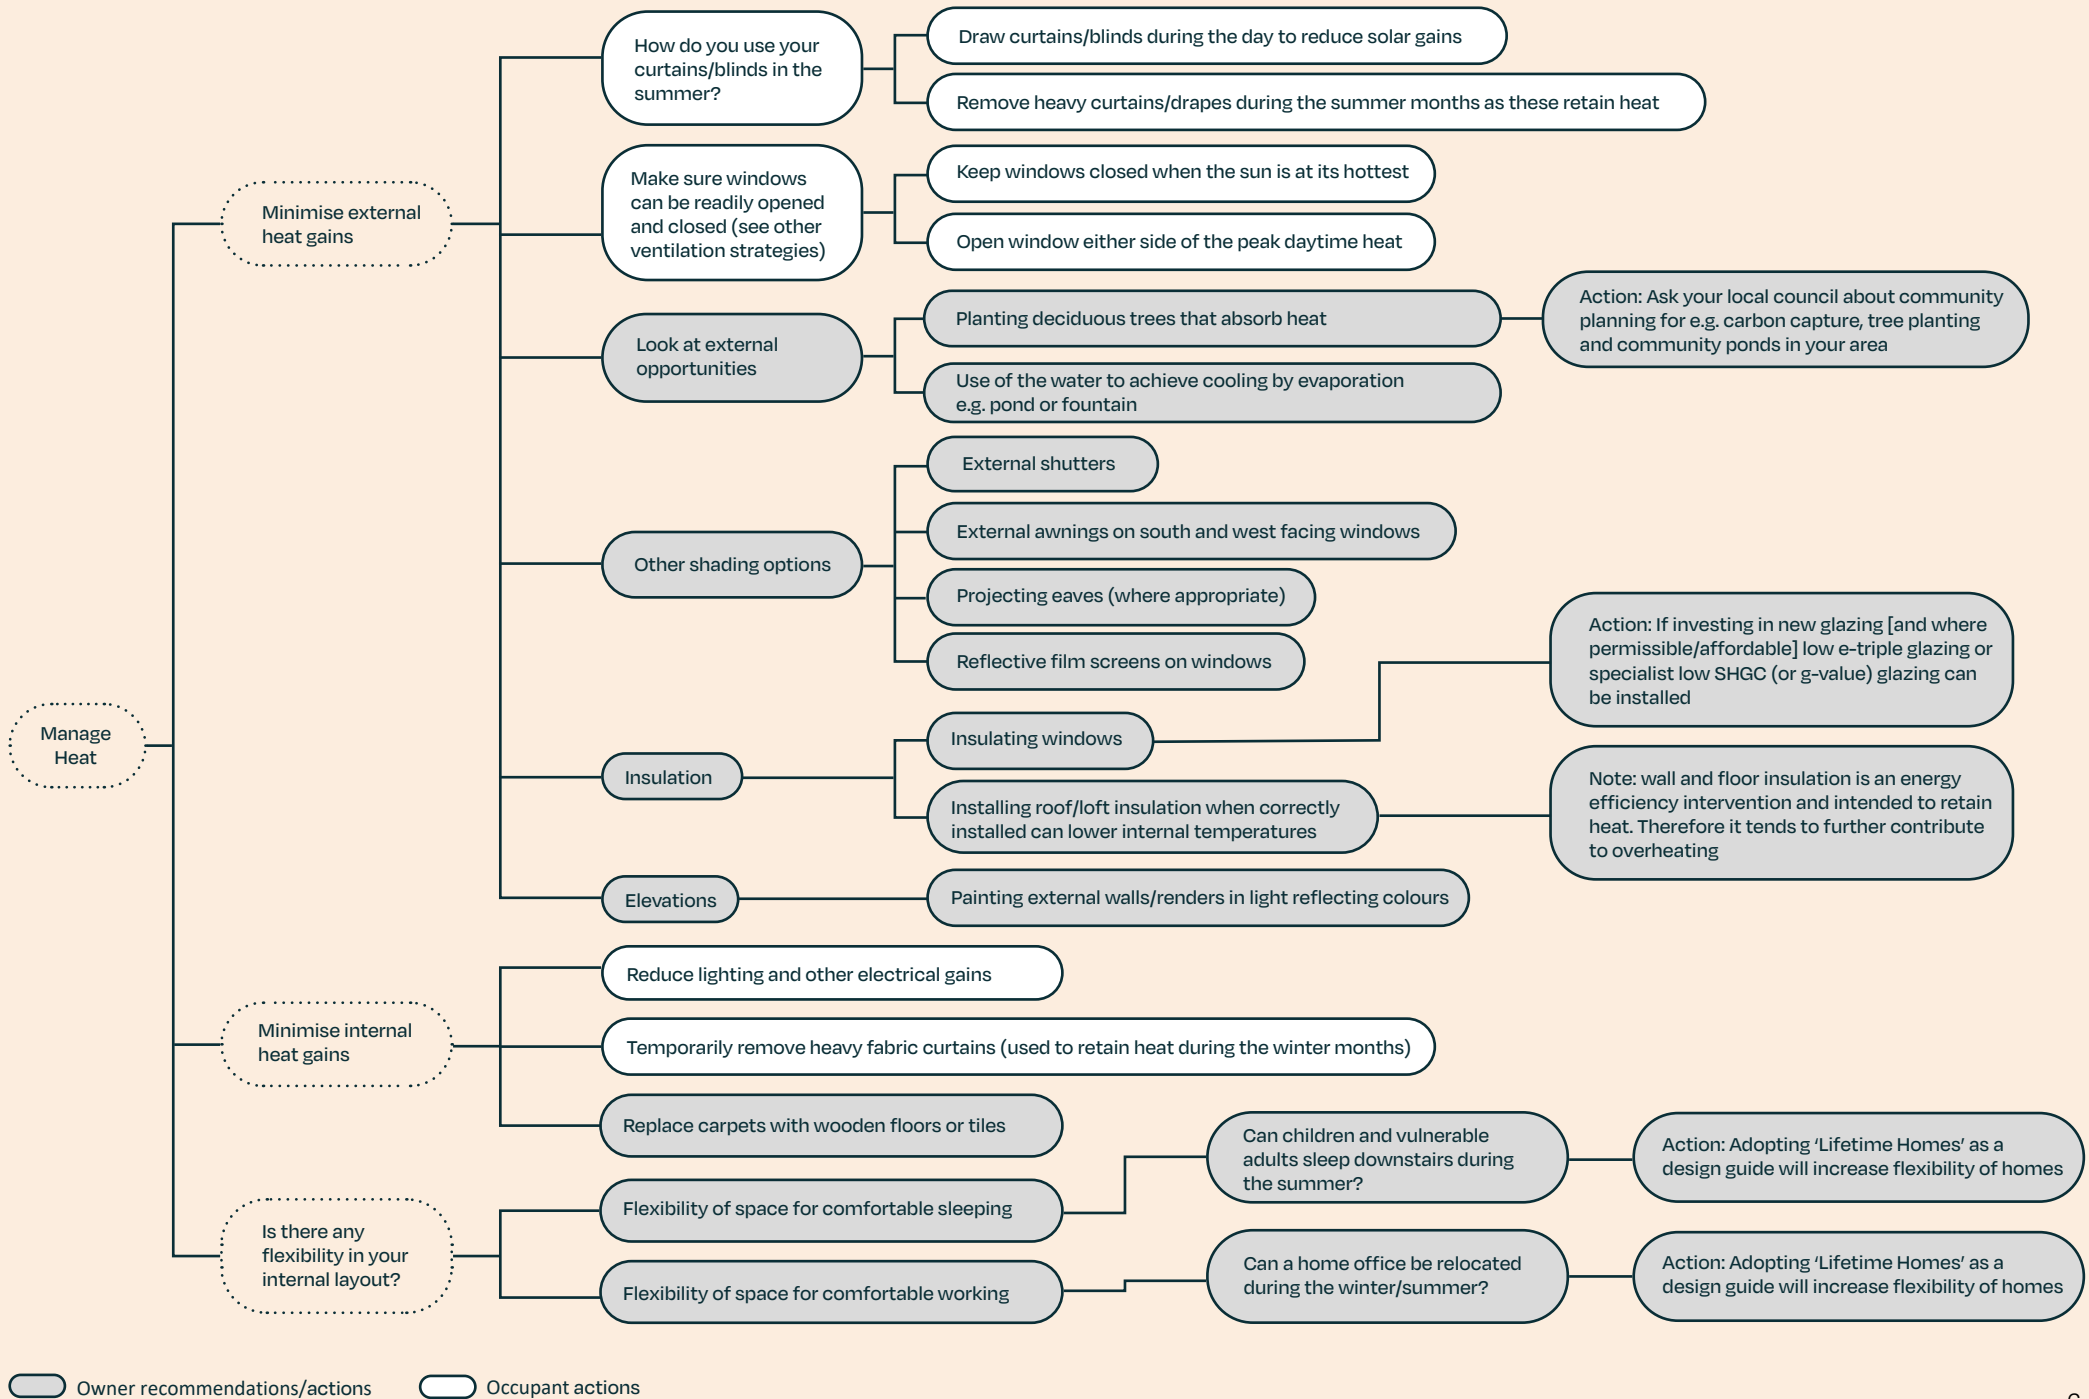 Manage
Heat
Minimise external
heat gains
How do you use your
curtains/blinds in the
summer?
Draw curtains/blinds during the day to reduce solar gains
Remove heavy curtains/drapes during the summer months as these retain heat
Make sure windows
can be readily opened
and closed (see other
ventilation strategies)
Keep windows closed when the sun is at its hottest
Open window either side of the peak daytime heat
Look at external
opportunities
Planting deciduous trees that absorb heat
Action: Ask your local council about community
planning for e.g. carbon capture, tree planting
and community ponds in your area
Use of the water to achieve cooling by evaporation
e.g. pond or fountain
Other shading options
External shutters
External awnings on south and west facing windows
Projecting eaves (where appropriate)
Reflective film screens on windows
Insulation
Insulating windows
Action: If investing in new glazing [and where
permissible/affordable] low e-triple glazing or
specialist low SHGC (or g-value) glazing can
be installed
Installing roof/loft insulation when correctly
installed can lower internal temperatures
Note: wall and floor insulation is an energy
efficiency intervention and intended to retain
heat. Therefore it tends to further contribute
to overheating
Elevations
Painting external walls/renders in light reflecting colours
Minimise internal
heat gains
Reduce lighting and other electrical gains
Temporarily remove heavy fabric curtains (used to retain heat during the winter months)
Replace carpets with wooden floors or tiles
Is there any
flexibility in your
internal layout?
Flexibility of space for comfortable sleeping
Can children and vulnerable
adults sleep downstairs during
the summer?
Action: Adopting ‘Lifetime Homes’ as a
design guide will increase flexibility of homes
Flexibility of space for comfortable working
Can a home office be relocated
during the winter/summer?
Action: Adopting ‘Lifetime Homes’ as a
design guide will increase flexibility of homes
Owner recommendations/actions
Occupant actions